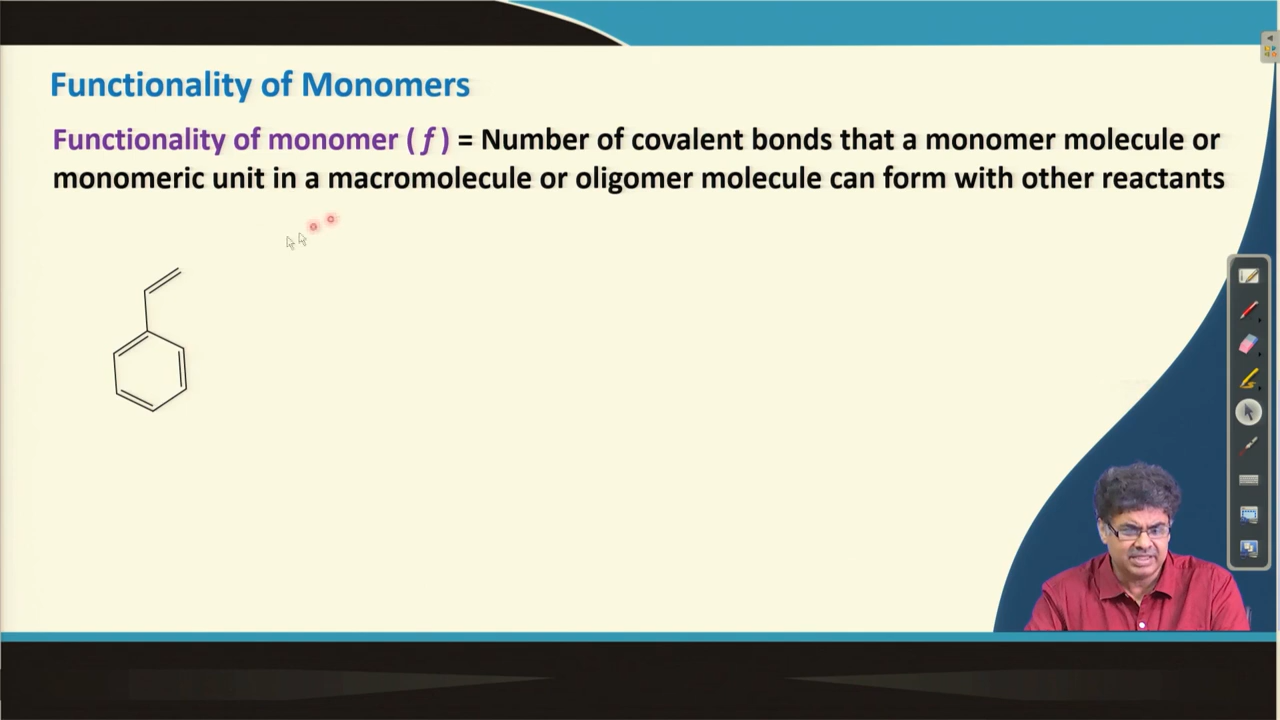 Functionality of Monomers
Functionality of monomer ( f ) = Number of covalent bonds that a monomer molecule or
monomeric unit in a macromolecule or oligomer molecule can form with other reactants